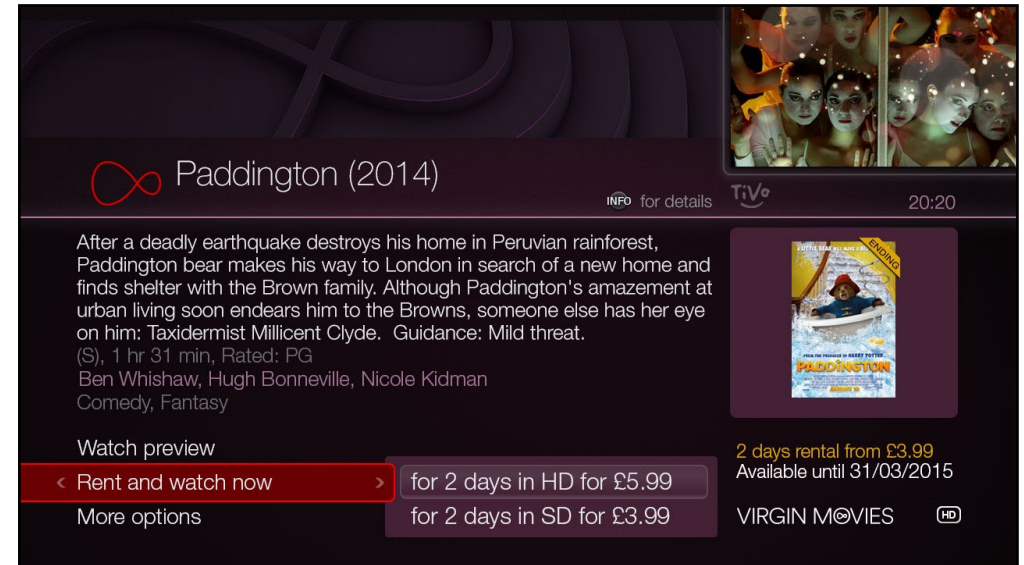 Paddington (2014)
INFO for details
TiVo
20:20
After a deadly earthquake destroys his home in Peruvian rainforest,
Paddington bear makes his way to London in search of a new home and
finds shelter with the Brown family. Although Paddington's amazement at
urban living soon endears him to the Browns, someone else has her eye
on him: Taxidermist Millicent Clyde.  Guidance: Mild threat.
(S), 1 hr 31 min, Rated: PG
Ben Whishaw, Hugh Bonneville, Nicole Kidman
Comedy, Fantasy
ENDING
FROM THE PRODUCER OF HARRY POTTER
PADDINGTON
Watch preview
Rent and watch now
More options
for 2 days in HD for £5.99
for 2 days in SD for £3.99
2 days rental from £3.99
Available until 31/03/2015
VIRGIN MOVIES
HD